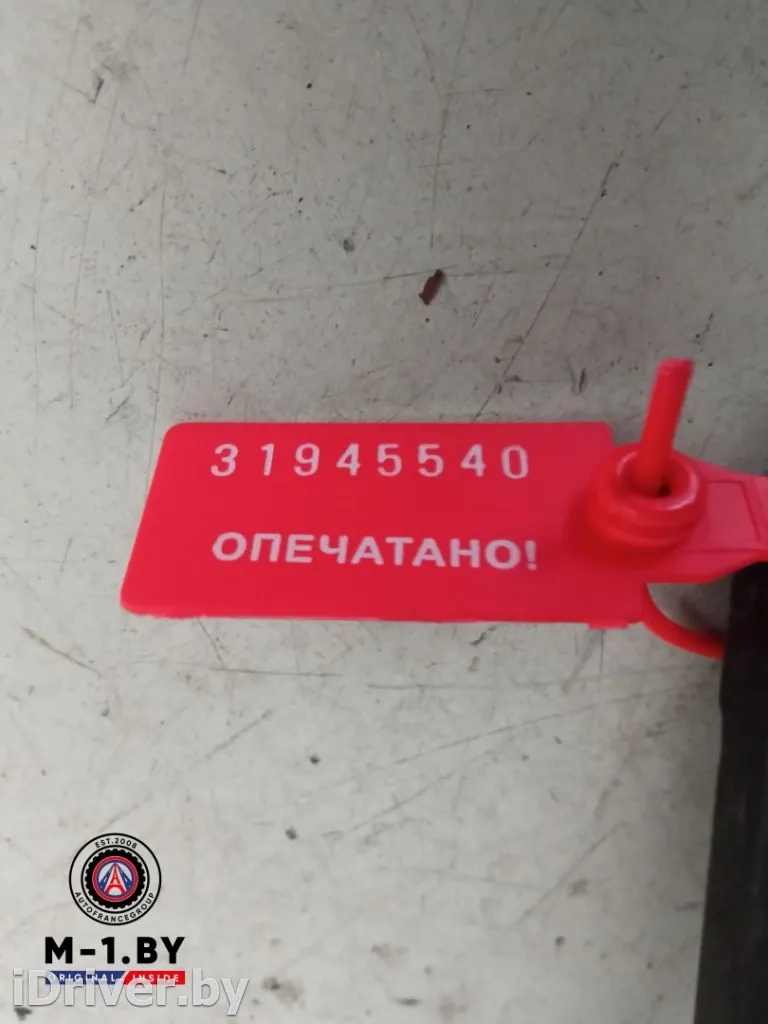 31945540
ОПЕЧАТАНО!
EST.2008
AUTOFRANCEGROUP
M-1.BY
ORIGINAL INSIDE
iDriver.by